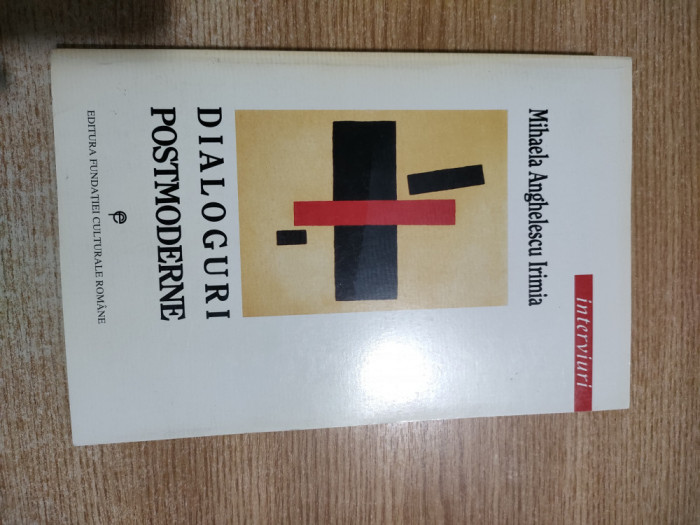 interviuri
Mihaela Anghelescu Irimia
DIALOGURI
POSTMODERNE
EDITURA FUNDAȚIEI CULTURALE ROMÂNE